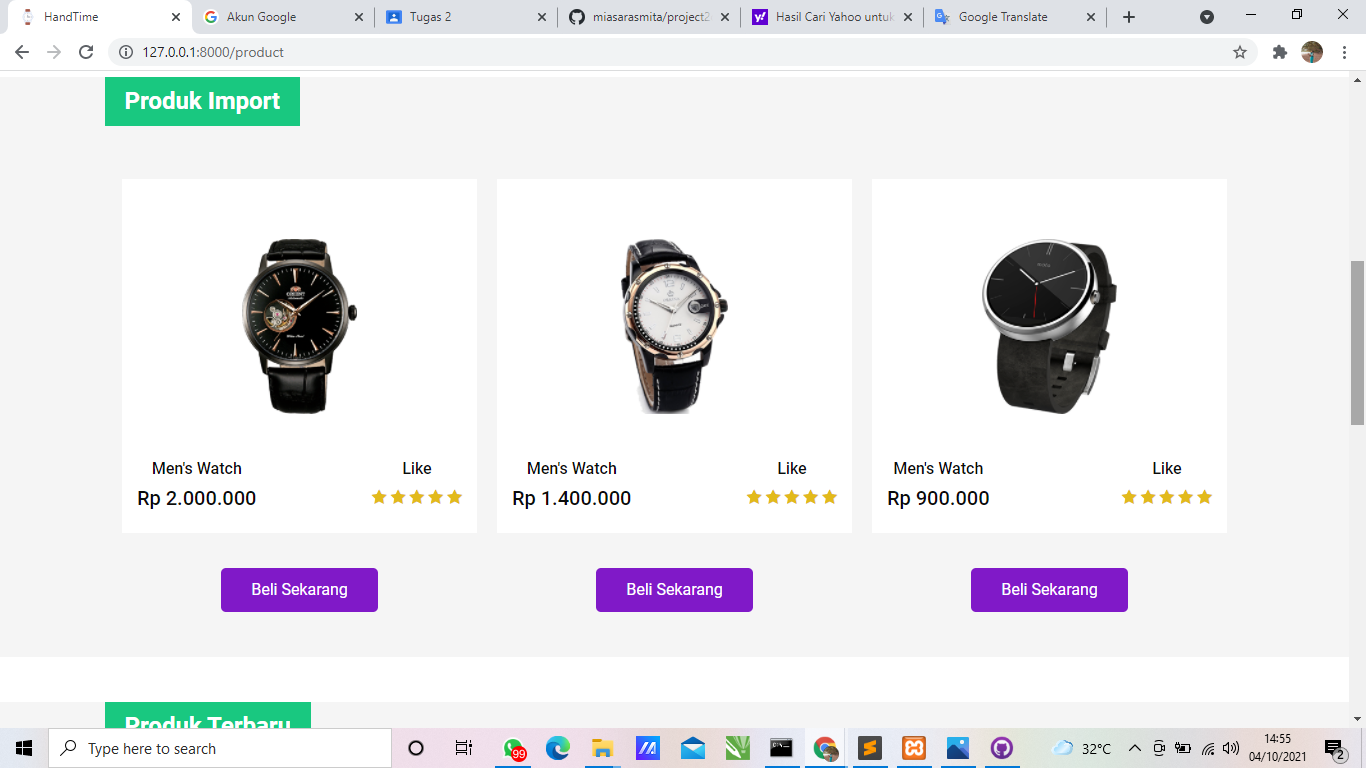 HandTime
Akun Google
Tugas 2
miasarasmita/project2
Hasil Cari Yahoo untuk
Google Translate
127.0.0.1:8000/product
Produk Import
ORIENT
Men's Watch
Like
Rp 2.000.000
Men's Watch
Like
Rp 1.400.000
Men's Watch
Like
Rp 900.000
Beli Sekarang
Beli Sekarang
Beli Sekarang
Produk Terbaru
Type here to search
99
32°C
14:55
04/10/2021
2